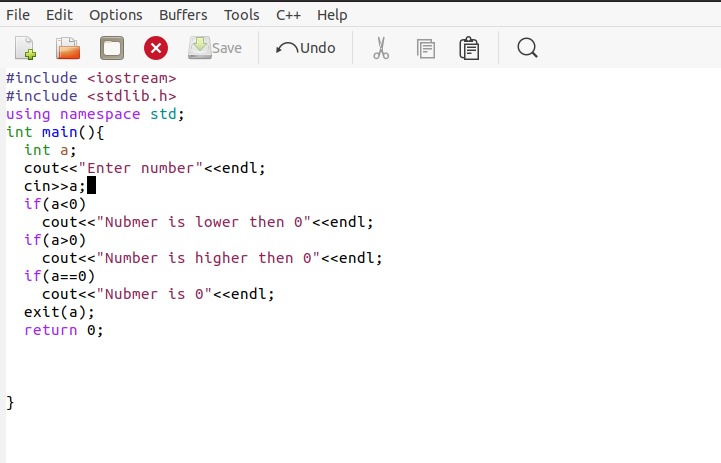 File Edit Options Buffers Tools C++ Help
Save Undo
#include <iostream>
#include <stdlib.h>
using namespace std;
int main(){
  int a;
  cout<<"Enter number"<<endl;
  cin>>a;
  if(a<0)
    cout<<"Nubmer is lower then 0"<<endl;
  if(a>0)
    cout<<"Number is higher then 0"<<endl;
  if(a==0)
    cout<<"Nubmer is 0"<<endl;
  exit(a);
  return 0;
}